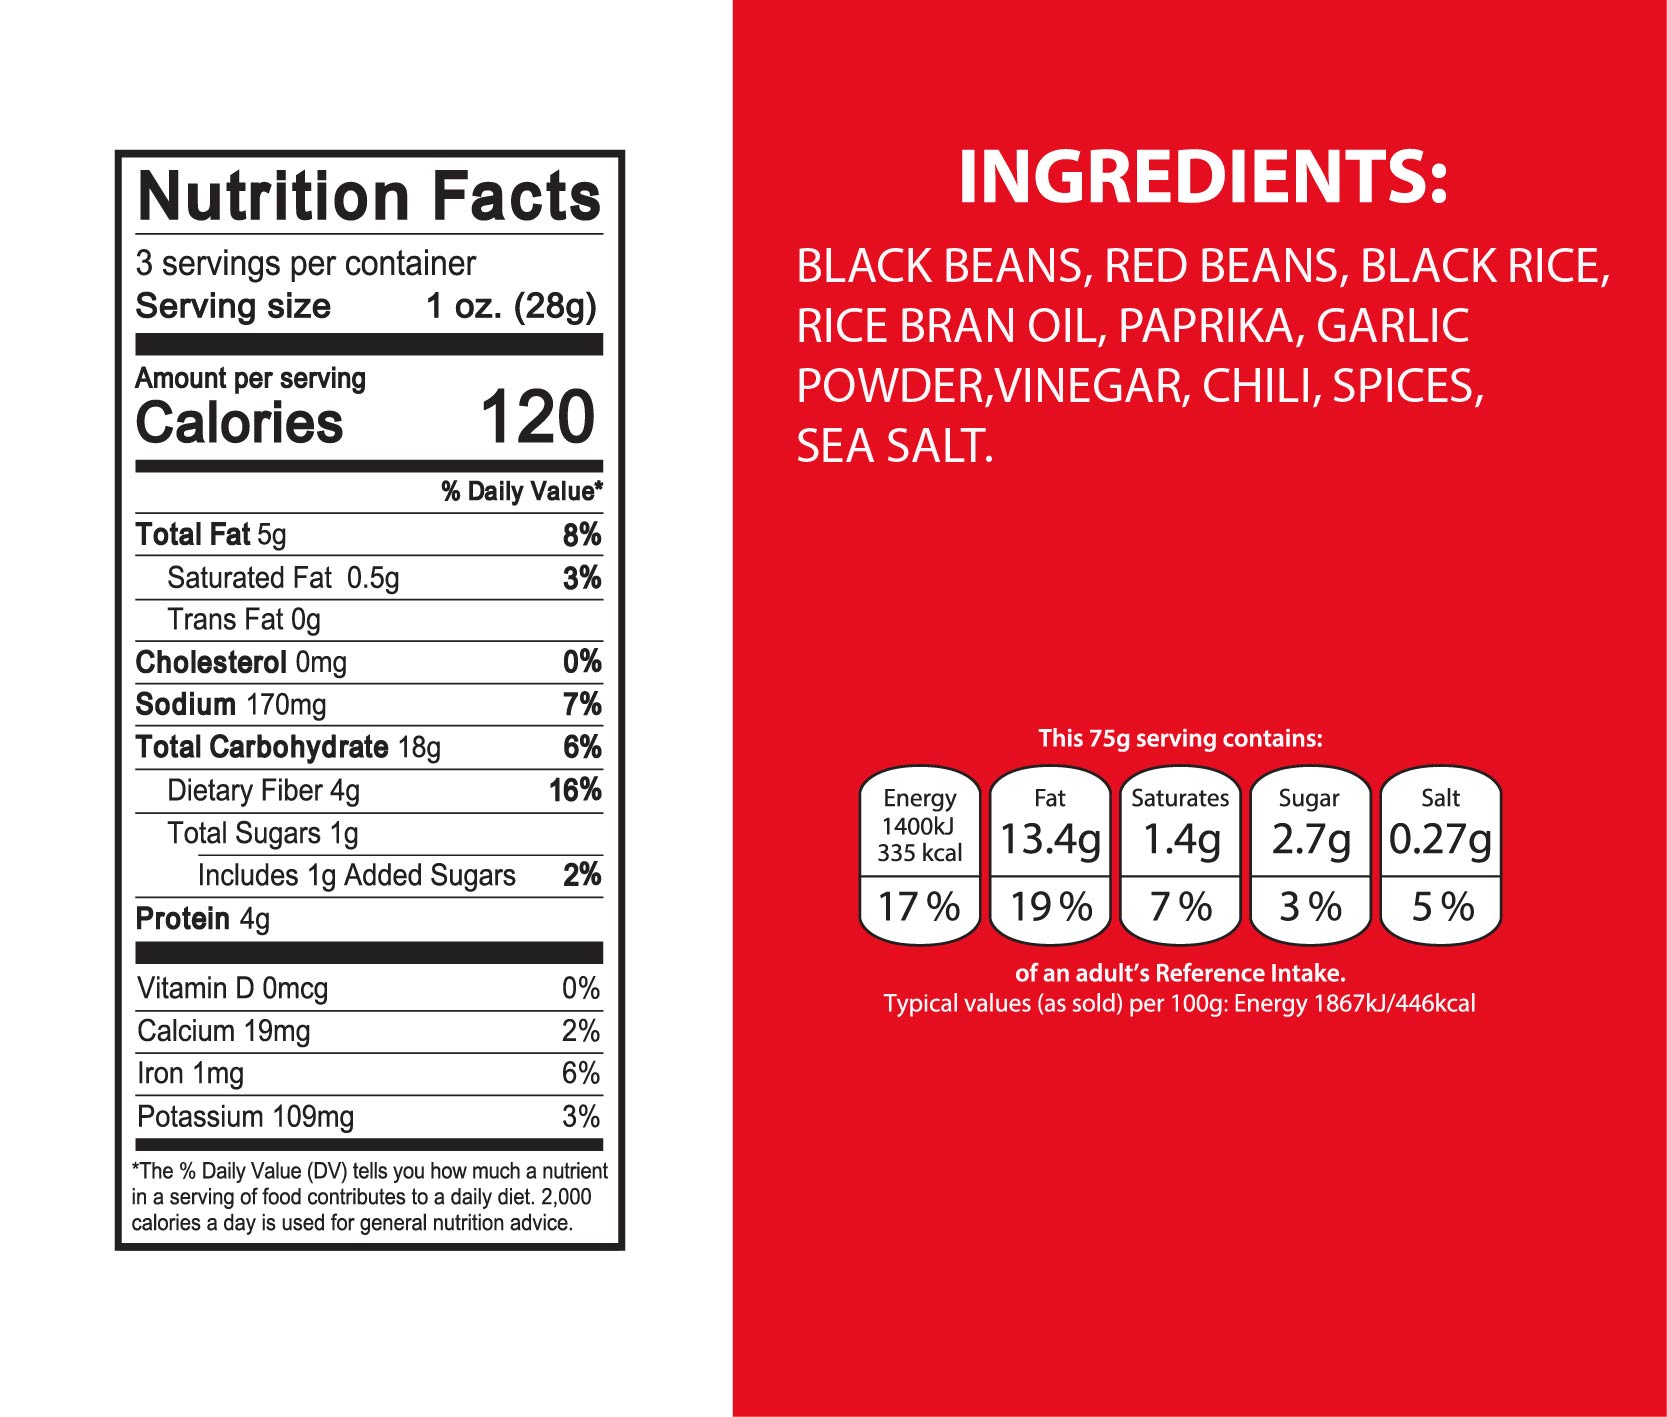 Nutrition Facts
3 servings per container
Serving size 1 oz. (28g)
Amount per serving
Calories 120
% Daily Value*
Total Fat 5g 8%
Saturated Fat 0.5g 3%
Trans Fat 0g
Cholesterol 0mg 0%
Sodium 170mg 7%
Total Carbohydrate 18g 6%
Dietary Fiber 4g 16%
Total Sugars 1g
Includes 1g Added Sugars 2%
Protein 4g
Vitamin D 0mcg 0%
Calcium 19mg 2%
Iron 1mg 6%
Potassium 109mg 3%
*The % Daily Value (DV) tells you how much a nutrient
in a serving of food contributes to a daily diet. 2,000
calories a day is used for general nutrition advice.
INGREDIENTS:
BLACK BEANS, RED BEANS, BLACK RICE,
RICE BRAN OIL, PAPRIKA, GARLIC
POWDER,VINEGAR, CHILI, SPICES,
SEA SALT.
This 75g serving contains:
Energy
1400kJ
335 kcal
17 %
Fat
13.4g
19 %
Saturates
1.4g
7 %
Sugar
2.7g
3 %
Salt
0.27g
5 %
of an adult’s Reference Intake.
Typical values (as sold) per 100g: Energy 1867kJ/446kcal